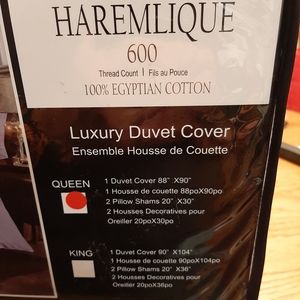 HAREMLIQUE
600
Thread Count | Fils au Pouce
100% EGYPTIAN COTTON
Luxury Duvet Cover
Ensemble Housse de Couette
QUEEN 1 Duvet Cover 88" X90"
1 Housse de couette 88poX90po
2 Pillow Shams 20" X30"
2 Housses Decoratives pour
Oreiller 20poX30po
KING 1 Duvet Cover 90" X104"
1 Housse de couette 90poX104po
2 Pillow Shams 20" X36"
2 Housses Decoratives pour
Oreiller 20poX36po